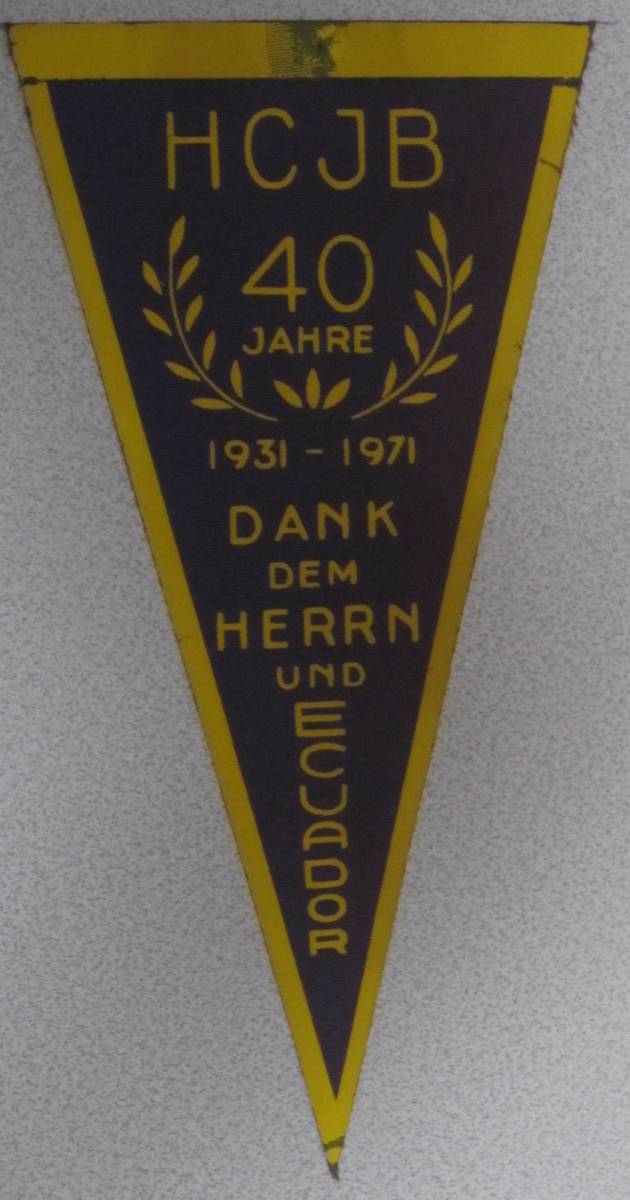 HCJB
40
JAHRE
1931 - 1971
DANK
DEM
HERRN
UND
ECUADOR